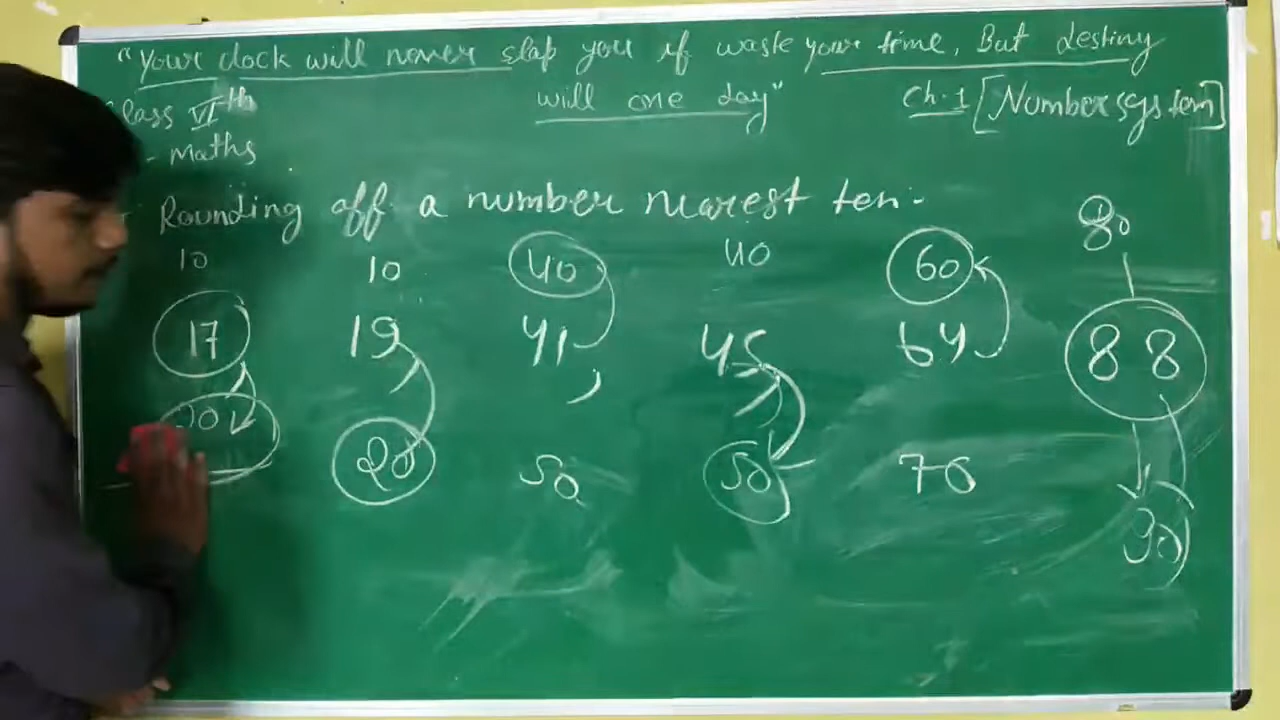 "Your clock will never slap you if waste your time, But destiny
will one day"
Class VIth
Ch.1 [Number system]
- Maths
Rounding off a number nearest ten.
10 10 40 40 60 80
17 19 41 45 64 88
20 20 50 50 70 90